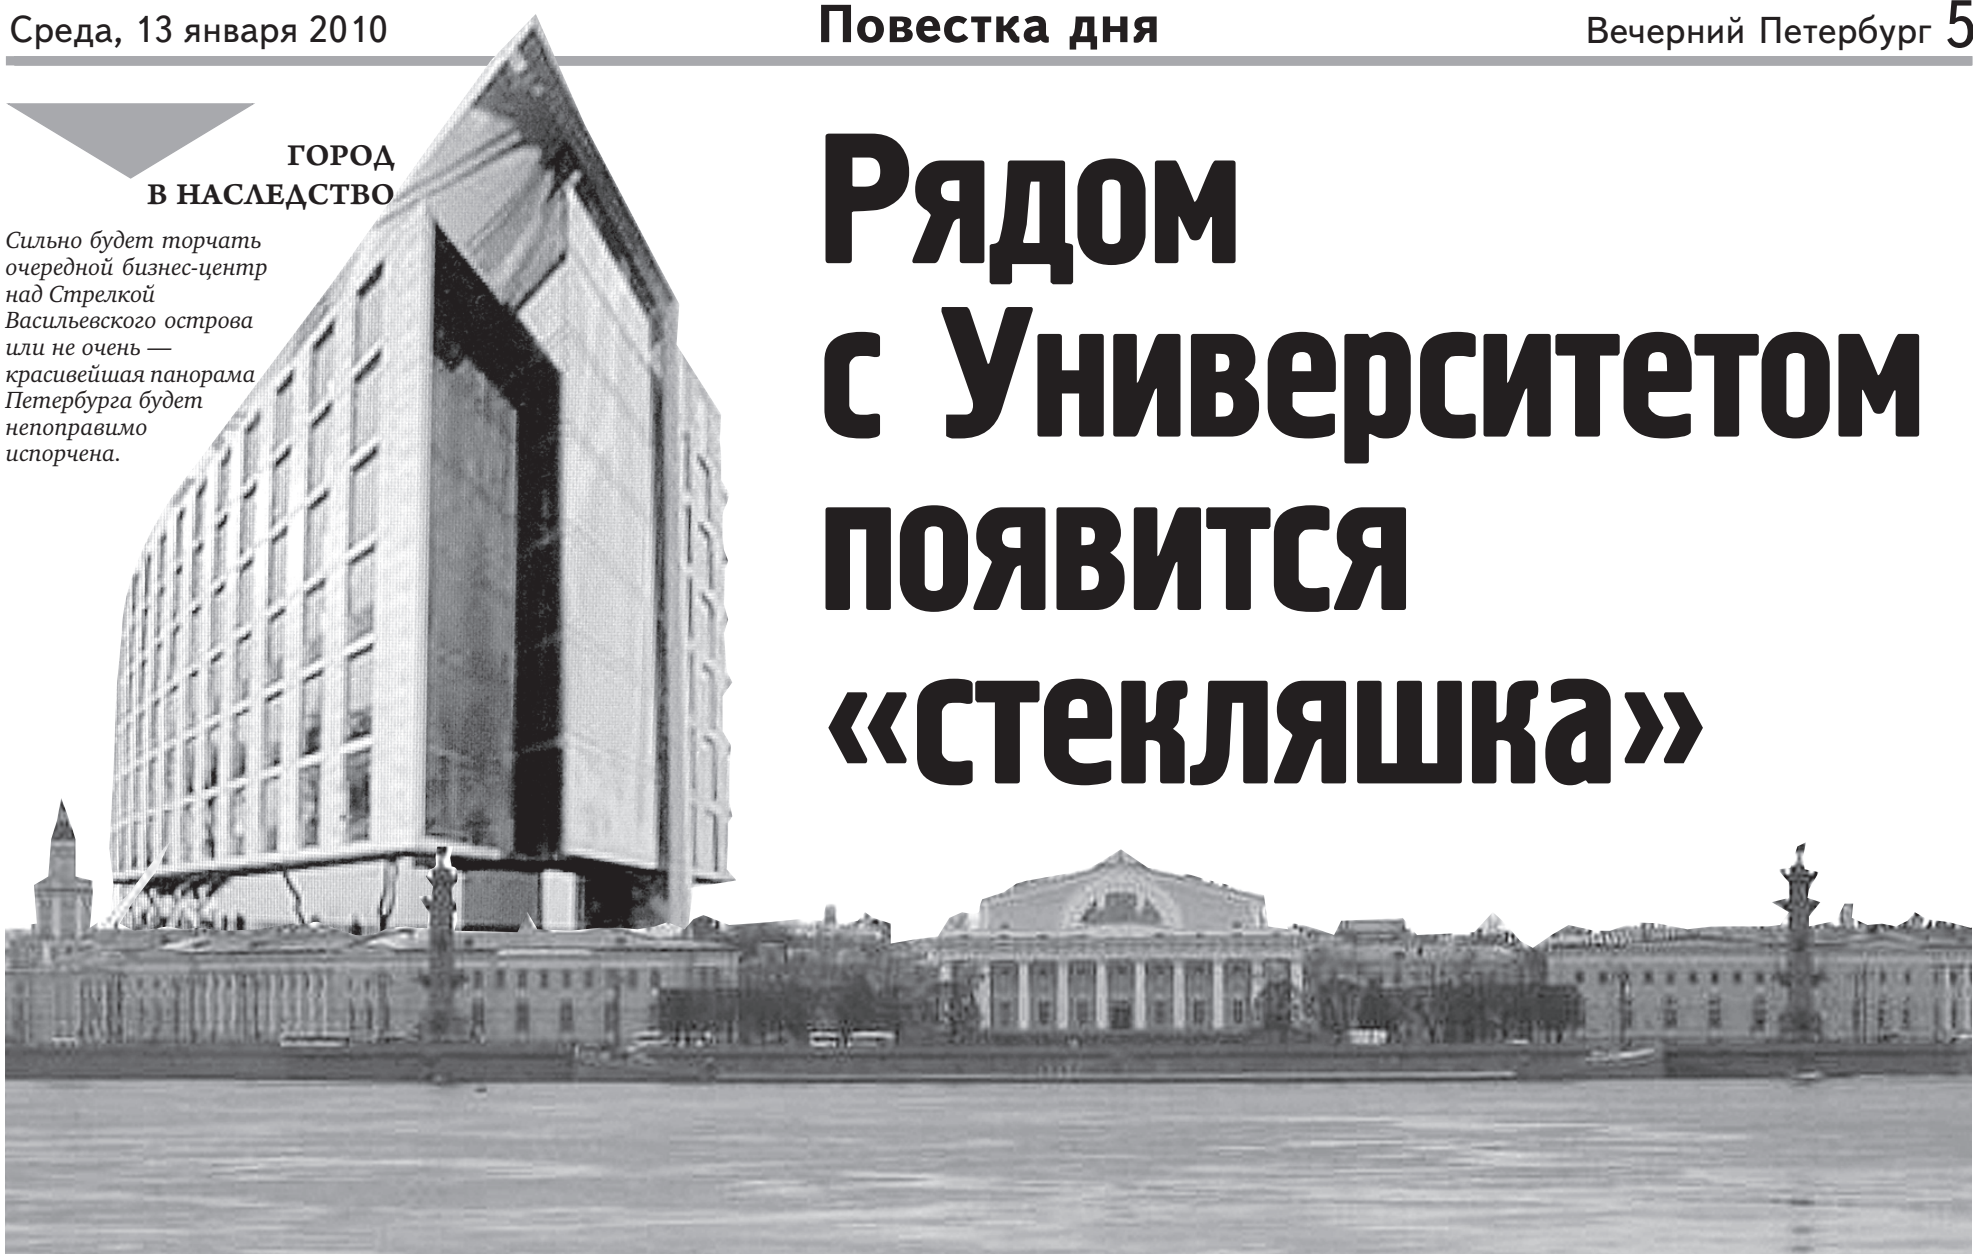 Среда, 13 января 2010
Повестка дня
Вечерний Петербург 5
ГОРОД
В НАСЛЕДСТВО
Сильно будет торчать
очередной бизнес-центр
над Стрелкой
Васильевского острова
или не очень —
красивейшая панорама
Петербурга будет
непоправимо
испорчена.
Рядом
с Университетом
появится
«стекляшка»